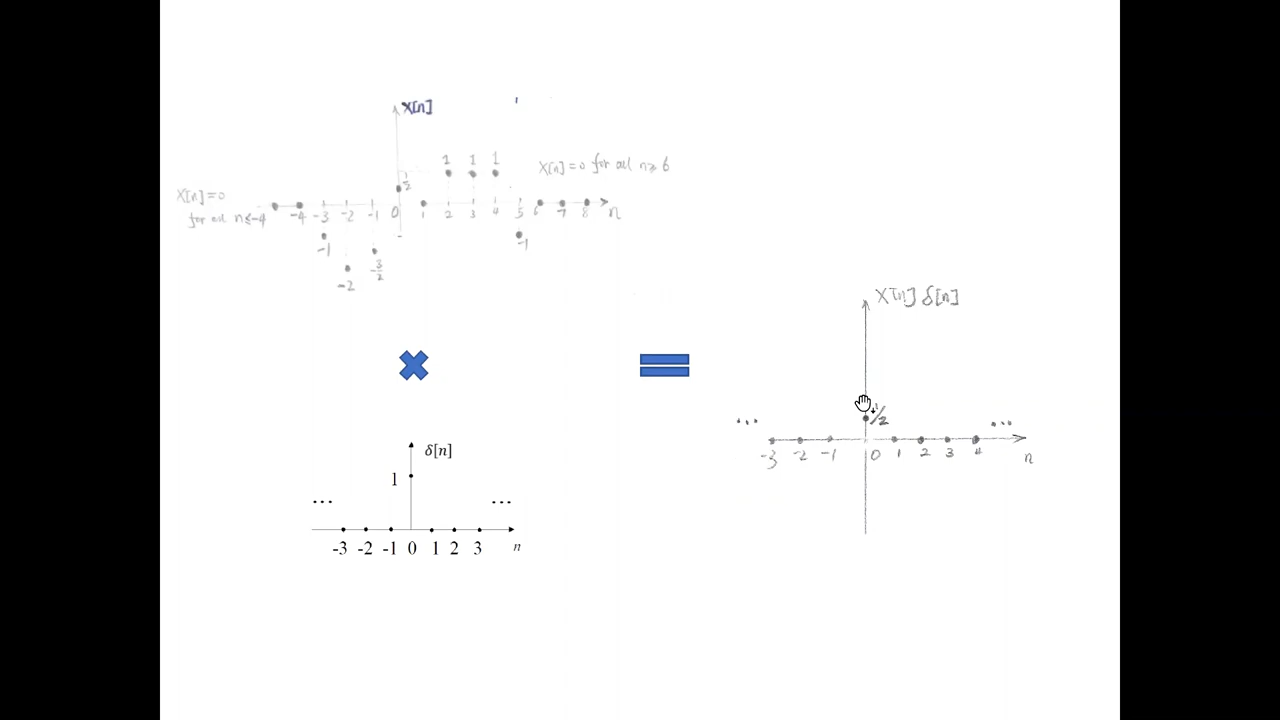 X[n]
1 1 1
1/2
X[n]=0 for all n≥6
X[n]=0
for all n≤-4
-4 -3 -2 -1 0 1 2 3 4 5 6 7 8 n
-1
-2
-3/2
-1
X[n] δ[n]
1/2
... ...
-3 -2 -1 0 1 2 3 4 n
δ[n]
1
... ...
-3 -2 -1 0 1 2 3 n